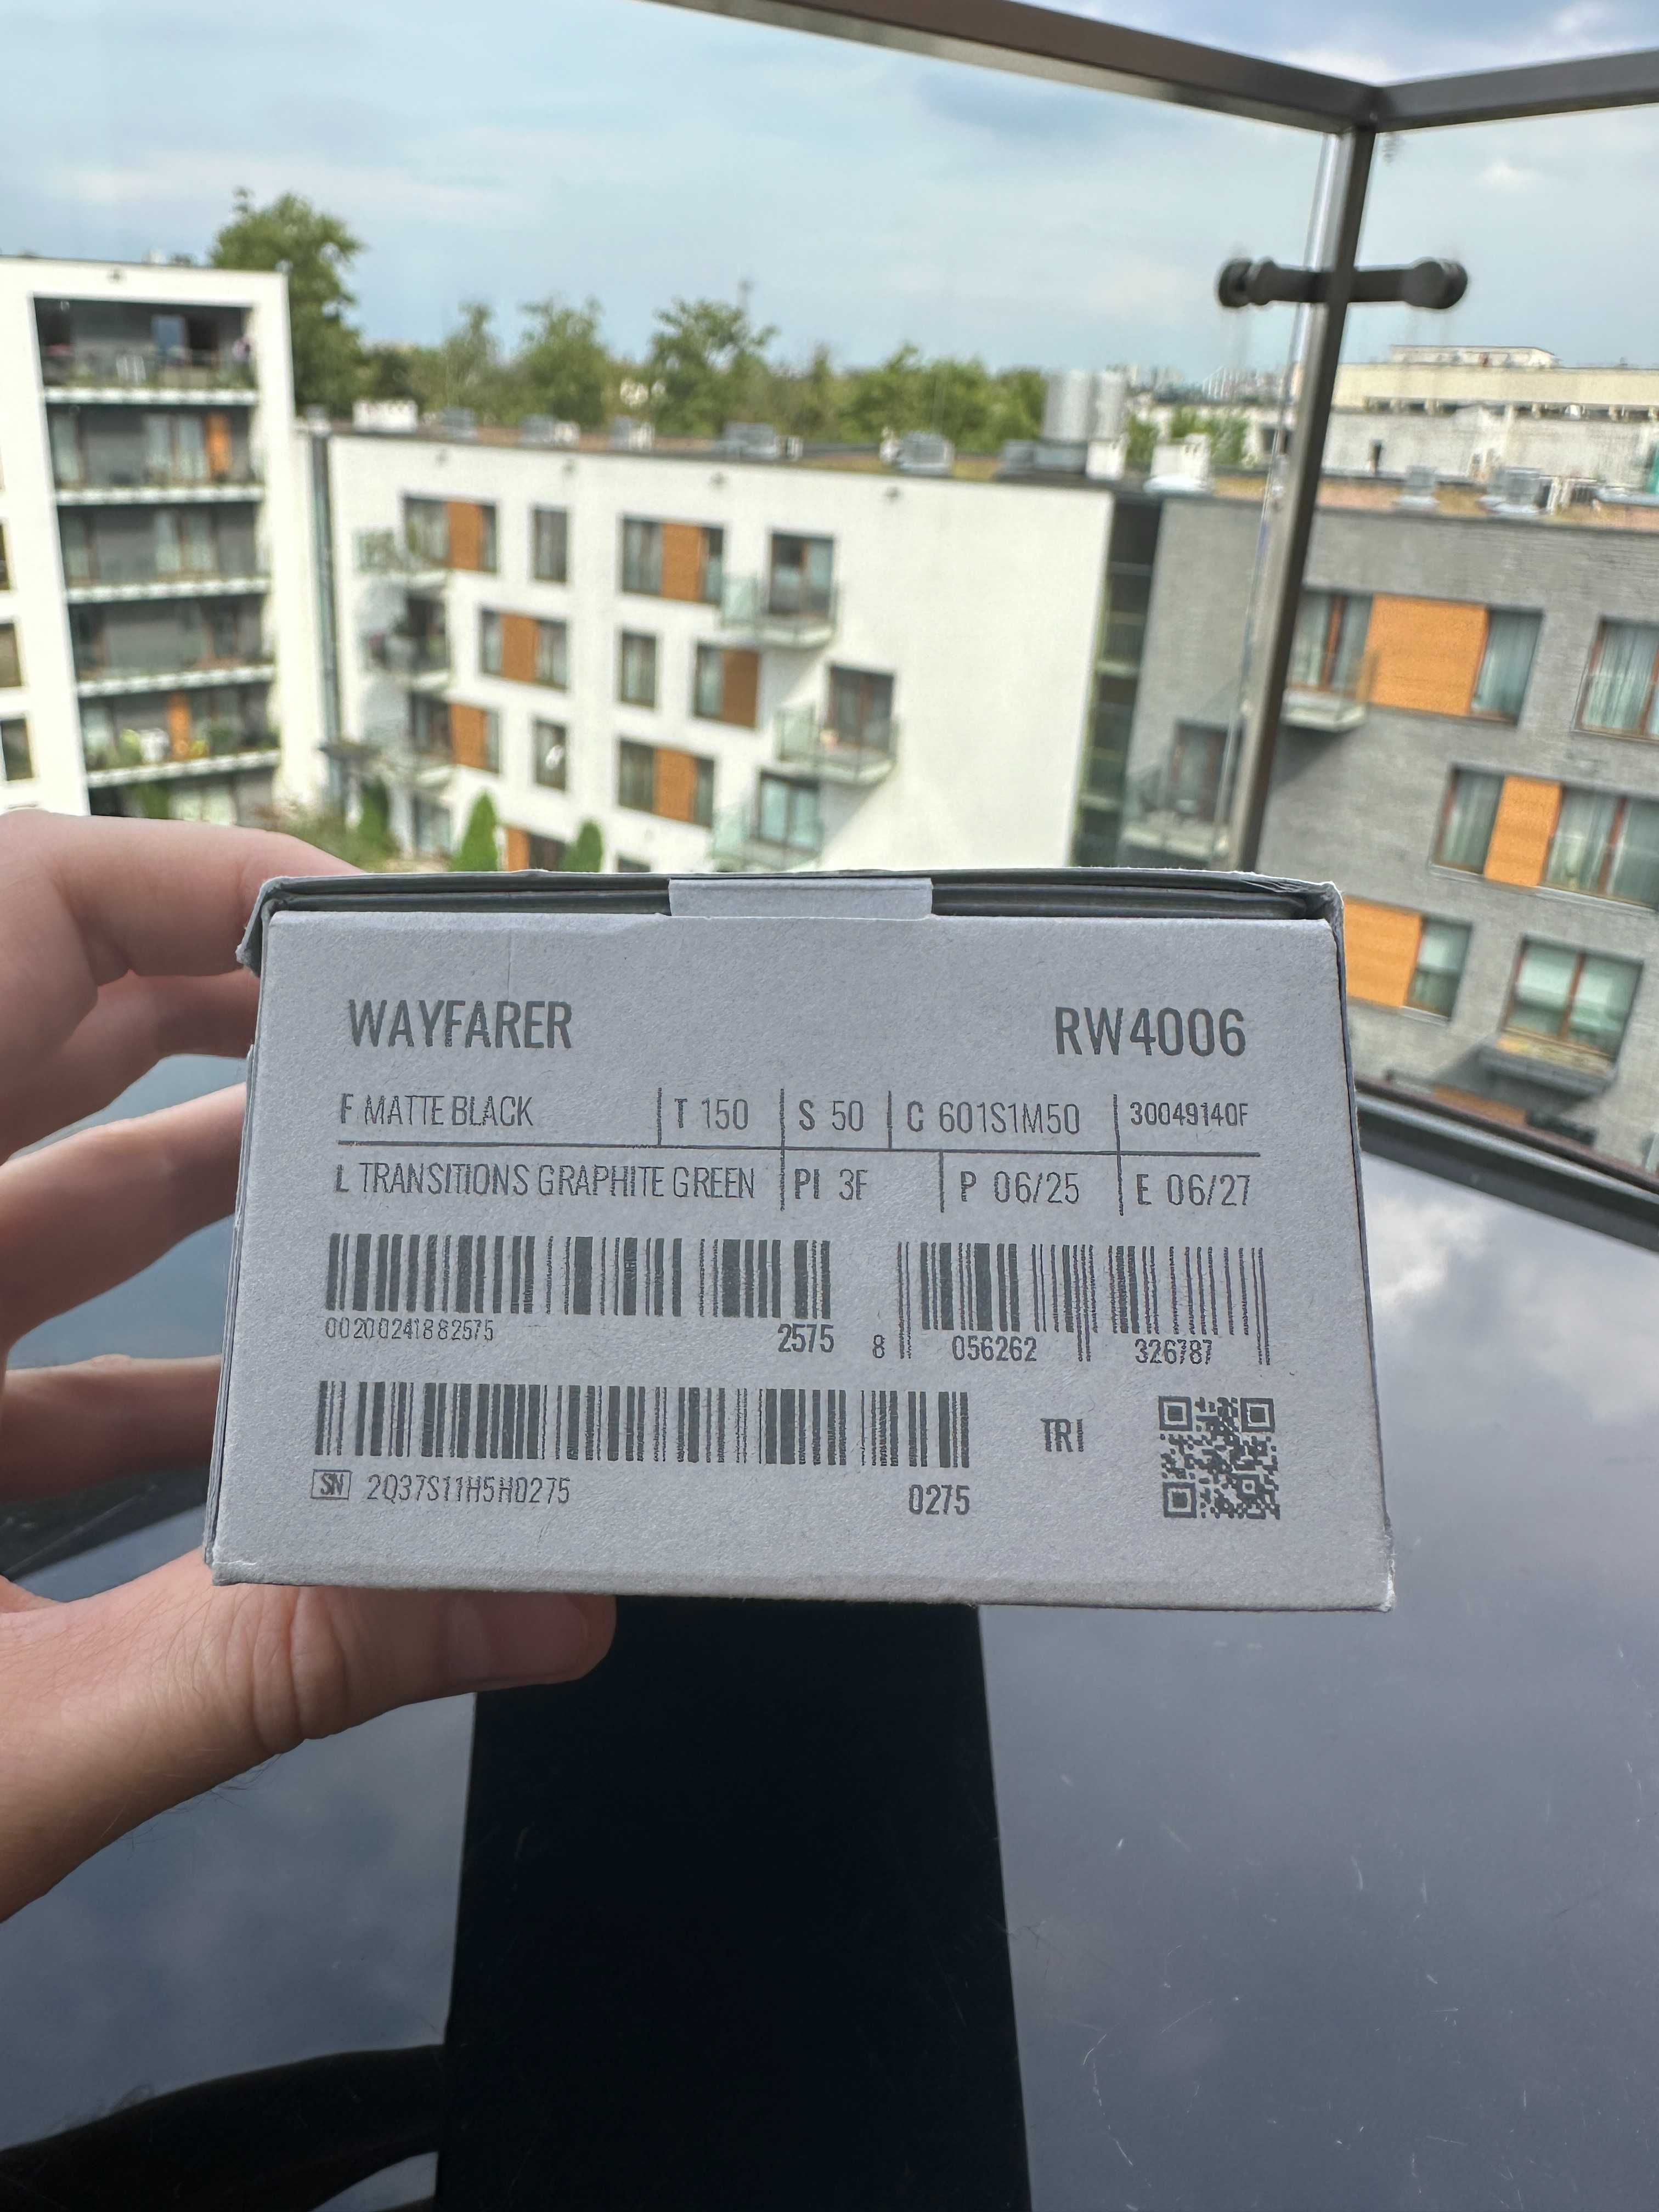 WAYFARER RW4006
F MATTE BLACK T 150 S 50 C 601S1M50 30049140F
L TRANSITIONS GRAPHITE GREEN PI 3F P 06/25 E 06/27
00200241882575 2575 8 056262 326787
TRI
SN 2Q37S11H5H0275 0275